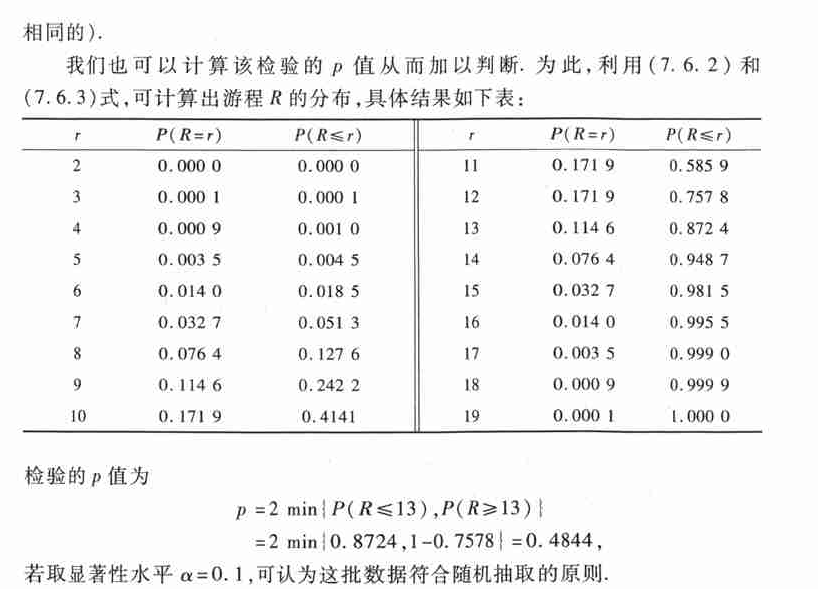 相同的).
我们也可以计算该检验的 p 值从而加以判断. 为此,利用(7. 6. 2) 和
(7.6.3)式,可计算出游程 R 的分布,具体结果如下表:
r P(R=r) P(R≤r) r P(R=r) P(R≤r)
2 0.000 0 0.000 0 11 0.171 9 0.585 9
3 0.000 1 0.000 1 12 0.171 9 0.757 8
4 0.000 9 0.001 0 13 0.114 6 0.872 4
5 0.003 5 0.004 5 14 0.076 4 0.948 7
6 0.014 0 0.018 5 15 0.032 7 0.981 5
7 0.032 7 0.051 3 16 0.014 0 0.995 5
8 0.076 4 0.127 6 17 0.003 5 0.999 0
9 0.114 6 0.242 2 18 0.000 9 0.999 9
10 0.171 9 0.4141 19 0.000 1 1.000 0
检验的 p 值为
p = 2 min{P(R≤13),P(R≥13)}
= 2 min{0.8724,1-0.7578} = 0.4844,
若取显著性水平 α=0.1,可认为这批数据符合随机抽取的原则.